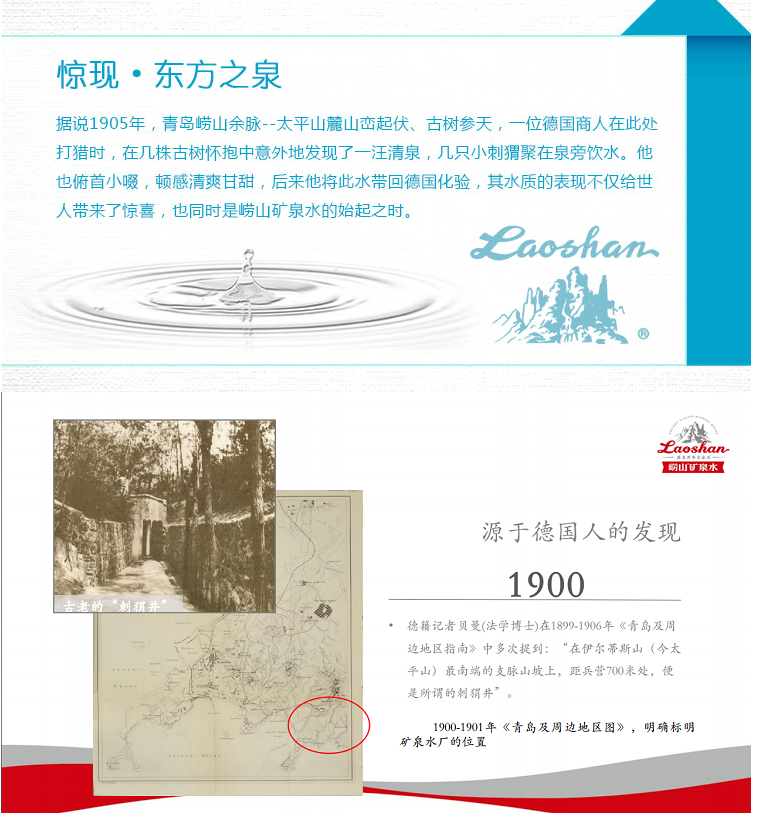 惊现·东方之泉
据说1905年，青岛崂山余脉--太平山麓山峦起伏、古树参天，一位德国商人在此处
打猎时，在几株古树怀抱中意外地发现了一汪清泉，几只小刺猬聚在泉旁饮水。他
也俯首小啜，顿感清爽甘甜，后来他将此水带回德国化验，其水质的表现不仅给世
人带来了惊喜，也同时是崂山矿泉水的始起之时。
Laoshan
®
Laoshan
崂山矿泉水
源于德国人的发现
1900
古老的“刺猬井”
• 德籍记者贝曼(法学博士)在1899-1906年《青岛及周
边地区指南》中多次提到：“在伊尔蒂斯山（今太
平山）最南端的支脉山坡上，距兵营700米处，便
是所谓的刺猬井”。
1900-1901年《青岛及周边地区图》，明确标明
矿泉水厂的位置